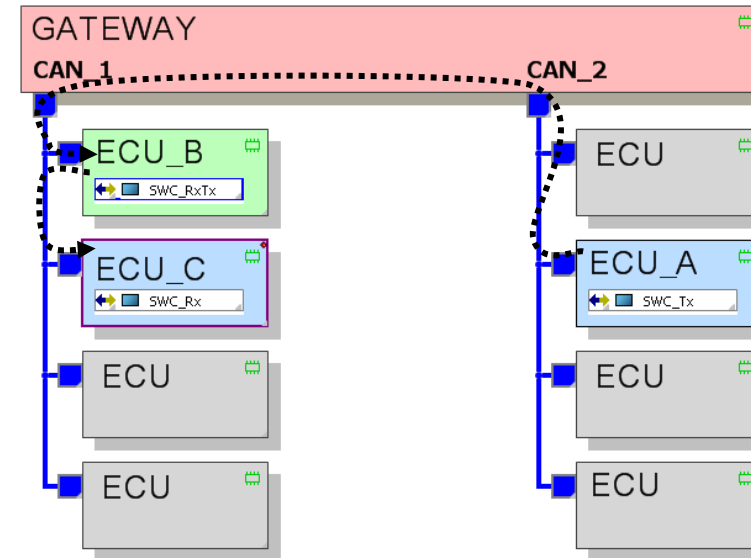 GATEWAY
CAN_1
CAN_2
ECU_B
SWC_RxTx
ECU
ECU_C
SWC_Rx
ECU_A
SWC_Tx
ECU
ECU
ECU
ECU